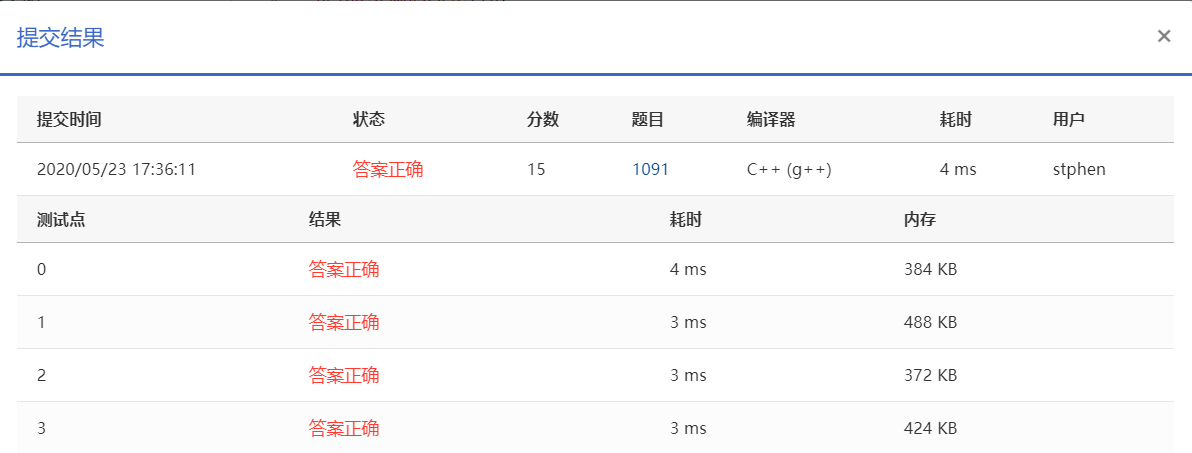 提交结果 ×
提交时间 状态 分数 题目 编译器 耗时 用户
2020/05/23 17:36:11 答案正确 15 1091 C++ (g++) 4 ms stphen
测试点 结果 耗时 内存
0 答案正确 4 ms 384 KB
1 答案正确 3 ms 488 KB
2 答案正确 3 ms 372 KB
3 答案正确 3 ms 424 KB